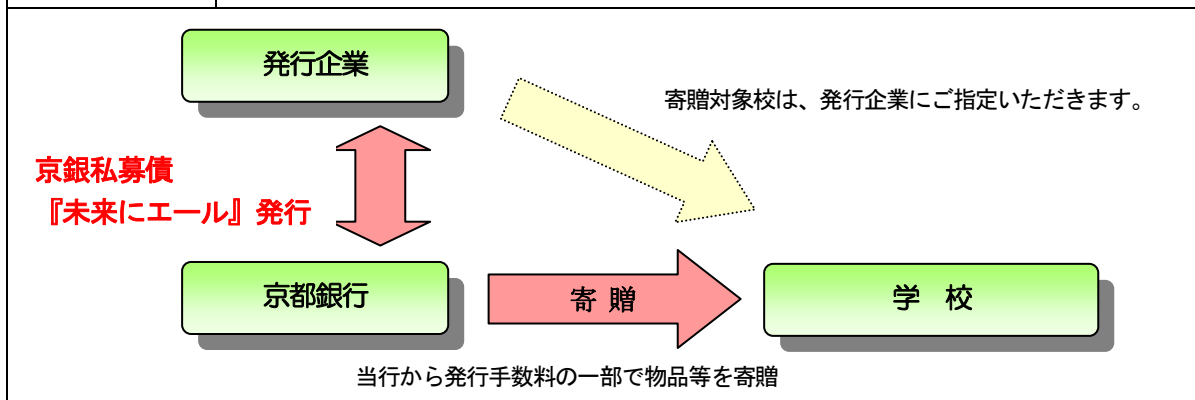 発行企業
寄贈対象校は、発行企業にご指定いただきます。
京銀私募債
『未来にエール』発行
京都銀行
寄 贈
学 校
当行から発行手数料の一部で物品等を寄贈